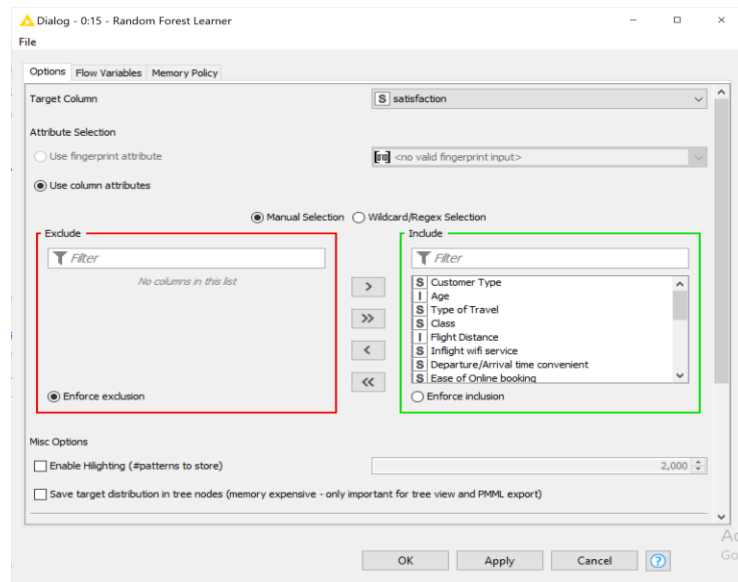 Dialog - 0:15 - Random Forest Learner
File
Options Flow Variables Memory Policy
Target Column S satisfaction
Attribute Selection
Use fingerprint attribute <no valid fingerprint input>
Use column attributes
Manual Selection Wildcard/Regex Selection
Exclude Include
Filter Filter
No columns in this list
S Customer Type
I Age
S Type of Travel
S Class
I Flight Distance
S Inflight wifi service
S Departure/Arrival time convenient
S Ease of Online booking
> 
>>
<
<<
Enforce exclusion Enforce inclusion
Misc Options
Enable Hilighting (#patterns to store) 2,000
Save target distribution in tree nodes (memory expensive - only important for tree view and PMML export)
OK Apply Cancel ?